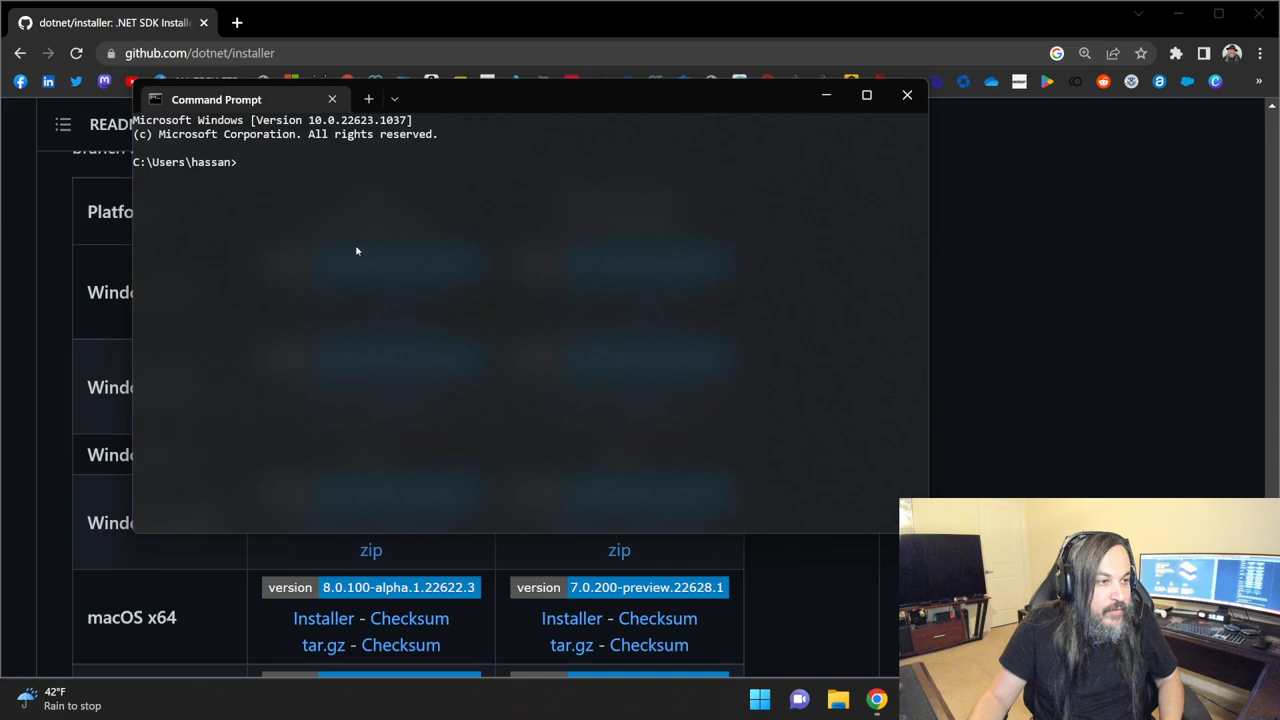 dotnet/installer: .NET SDK Install
github.com/dotnet/installer
Command Prompt
READ
Microsoft Windows [Version 10.0.22623.1037]
(c) Microsoft Corporation. All rights reserved.
C:\Users\hassan>
Platfo
Windo
Windo
Windo
Windo
zip
zip
macOS x64
version 8.0.100-alpha.1.22622.3
version 7.0.200-preview.22628.1
Installer - Checksum
Installer - Checksum
tar.gz - Checksum
tar.gz - Checksum
42°F
Rain to stop